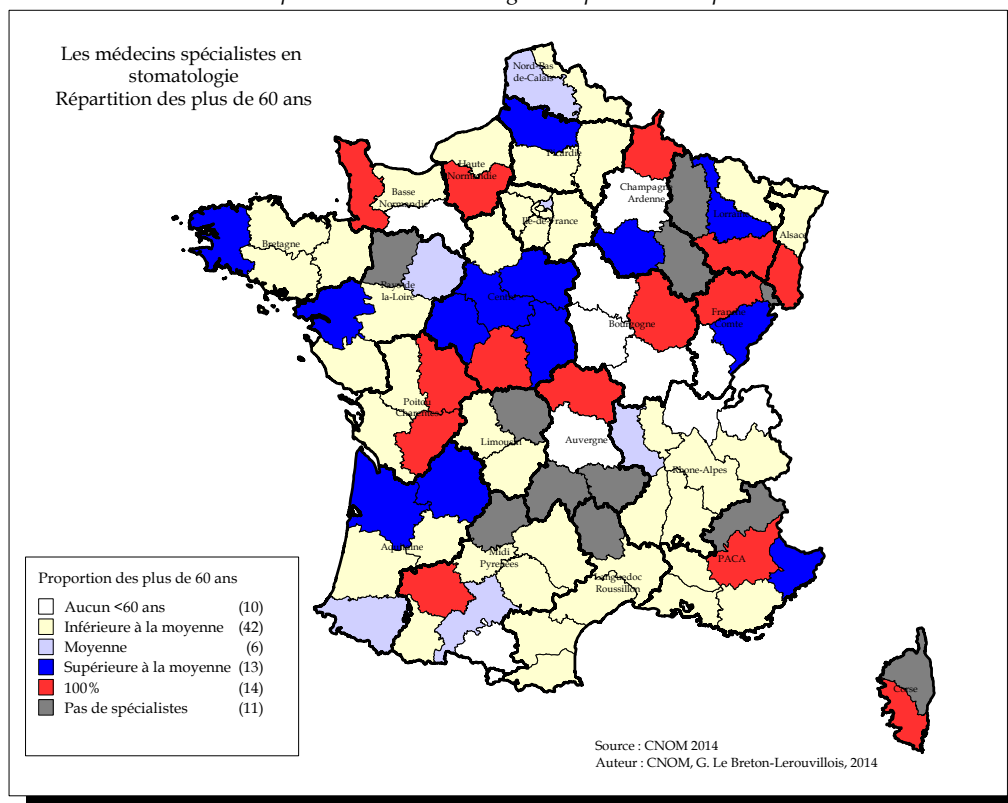 Les médecins spécialistes en
stomatologie
Répartition des plus de 60 ans
Nord-Pas
de-Calais
Picardie
Haute
Normandie
Basse
Normandie
Champagne
Ardenne
Lorraine
Alsace
Ile-de-France
Bretagne
Pays de
la-Loire
Centre
Bourgogne
Franche
Comté
Poitou
Charentes
Limousin
Auvergne
Rhone-Alpes
Aquitaine
Midi
Pyrénées
Languedoc
Roussillon
PACA
Corse
Proportion des plus de 60 ans
Aucun <60 ans (10)
Inférieure à la moyenne (42)
Moyenne (6)
Supérieure à la moyenne (13)
100% (14)
Pas de spécialistes (11)
Source : CNOM 2014
Auteur : CNOM, G. Le Breton-Lerouvillois, 2014